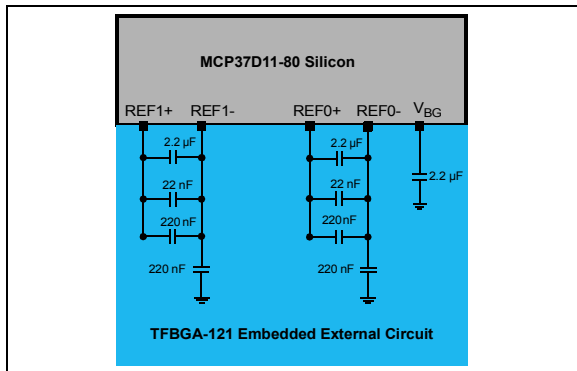 MCP37D11-80 Silicon
REF1+ REF1- REF0+ REF0- VBG
2.2 µF 2.2 µF 2.2 µF
22 nF 22 nF
220 nF 220 nF
220 nF 220 nF
TFBGA-121 Embedded External Circuit